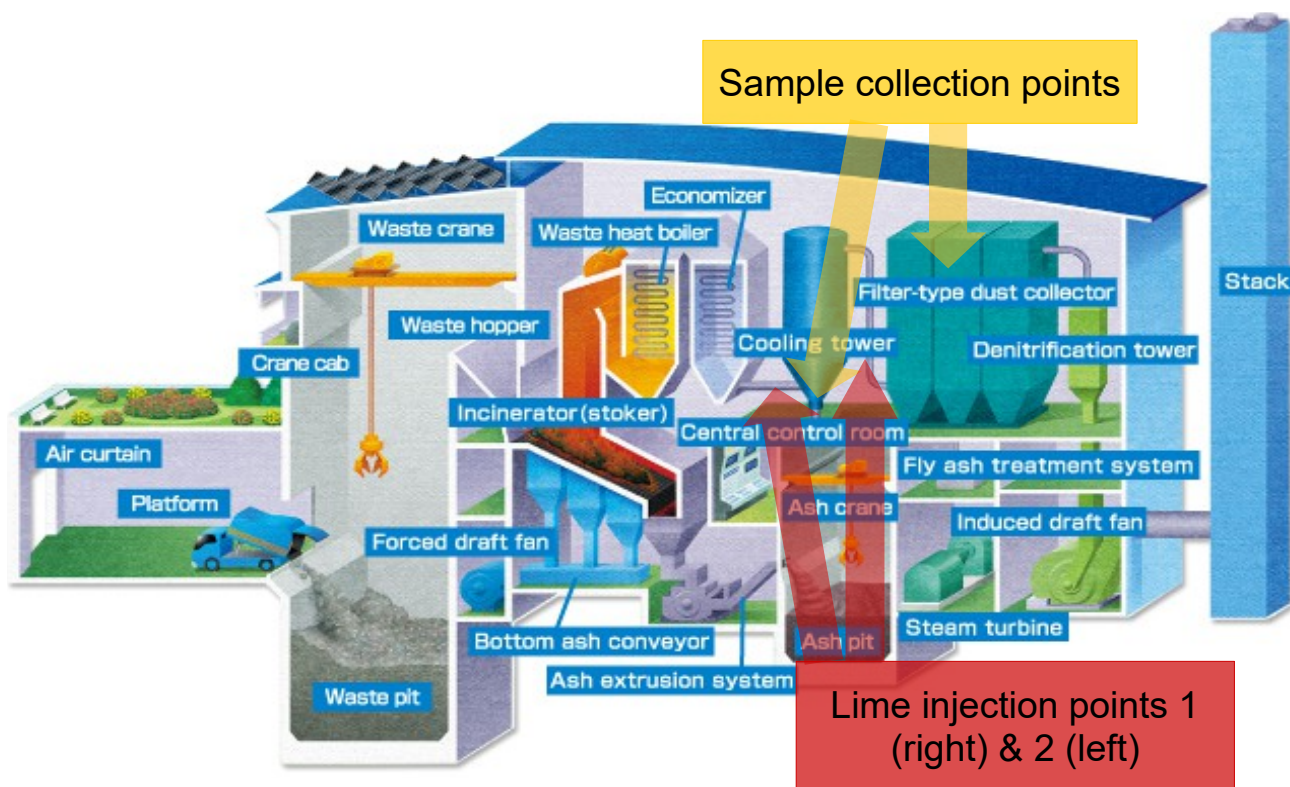 Sample collection points
Economizer
Waste crane
Waste heat boiler
Stack
Filter-type dust collector
Waste hopper
Cooling tower
Denitrification tower
Crane cab
Incinerator(stoker)
Central control room
Air curtain
Fly ash treatment system
Platform
Ash crane
Induced draft fan
Forced draft fan
Steam turbine
Bottom ash conveyor
Ash pit
Ash extrusion system
Waste pit
Lime injection points 1
(right) & 2 (left)